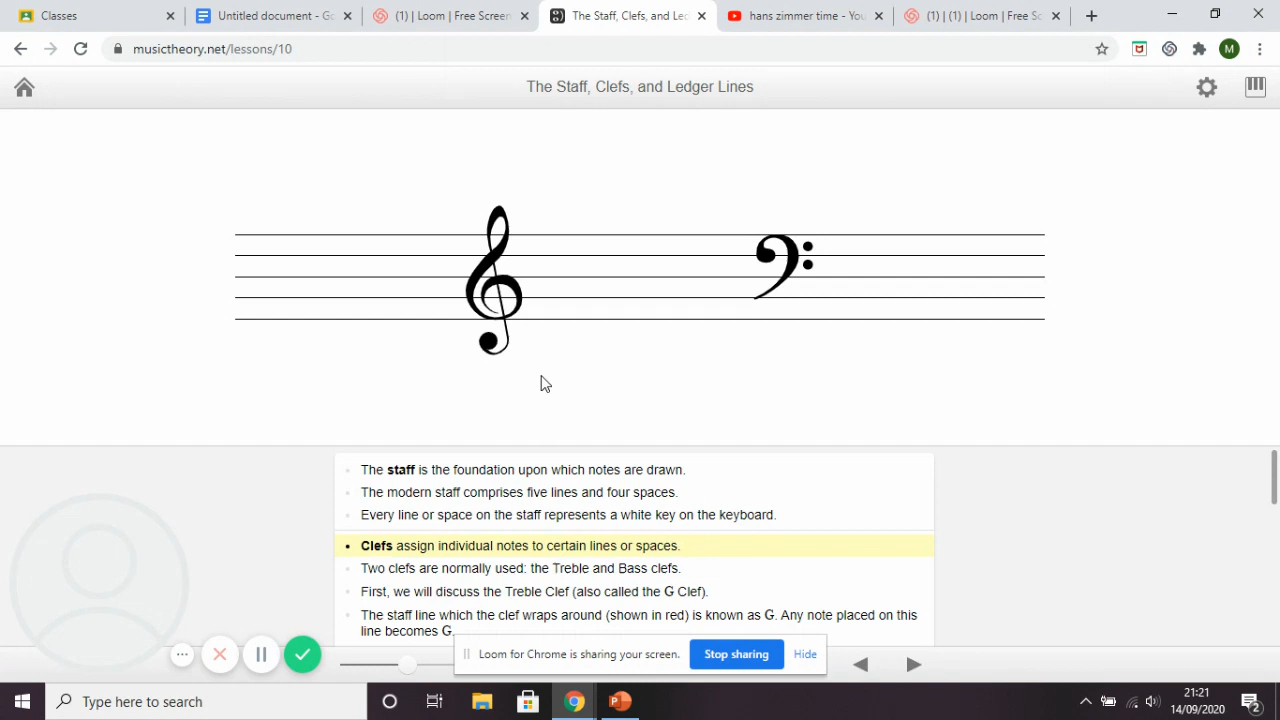 Classes
Untitled document - Go
(1) | Loom | Free Screen
The Staff, Clefs, and Led
hans zimmer time - You
(1) | (1) | Loom | Free Sc
musictheory.net/lessons/10
M
The Staff, Clefs, and Ledger Lines
The staff is the foundation upon which notes are drawn.
The modern staff comprises five lines and four spaces.
Every line or space on the staff represents a white key on the keyboard.
Clefs assign individual notes to certain lines or spaces.
Two clefs are normally used: the Treble and Bass clefs.
First, we will discuss the Treble Clef (also called the G Clef).
The staff line which the clef wraps around (shown in red) is known as G. Any note placed on this
line becomes G.
Loom for Chrome is sharing your screen.
Stop sharing
Hide
Type here to search
21:21
14/09/2020
2